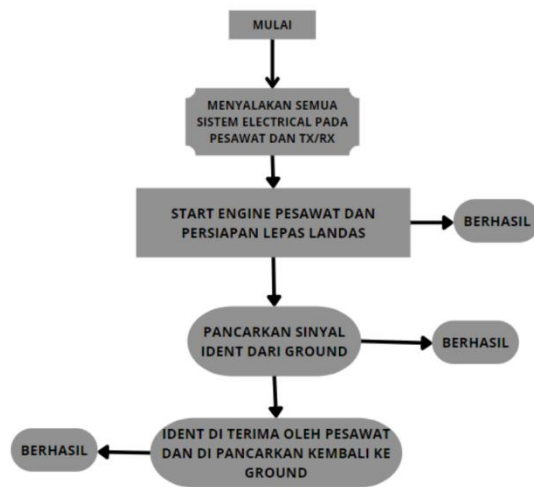 MULAI
MENYALAKAN SEMUA
SISTEM ELECTRICAL PADA
PESAWAT DAN TX/RX
START ENGINE PESAWAT DAN
PERSIAPAN LEPAS LANDAS
BERHASIL
PANCARKAN SINYAL
IDENT DARI GROUND
BERHASIL
IDENT DI TERIMA OLEH PESAWAT
DAN DI PANCARKAN KEMBALI KE
GROUND
BERHASIL